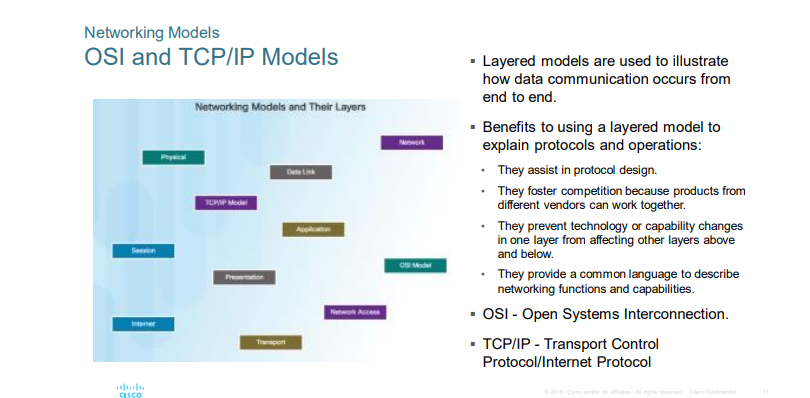 Networking Models
OSI and TCP/IP Models
Networking Models and Their Layers
Network
Physical
Data Link
TCP/IP Model
Application
Session
OSI Model
Presentation
Network Access
Internet
Transport
▪ Layered models are used to illustrate
how data communication occurs from
end to end.
▪ Benefits to using a layered model to
explain protocols and operations:
• They assist in protocol design.
• They foster competition because products from
different vendors can work together.
• They prevent technology or capability changes
in one layer from affecting other layers above
and below.
• They provide a common language to describe
networking functions and capabilities.
▪ OSI - Open Systems Interconnection.
▪ TCP/IP - Transport Control
Protocol/Internet Protocol
CISCO
© 2016 Cisco and/or its affiliates. All rights reserved. Cisco Confidential
11